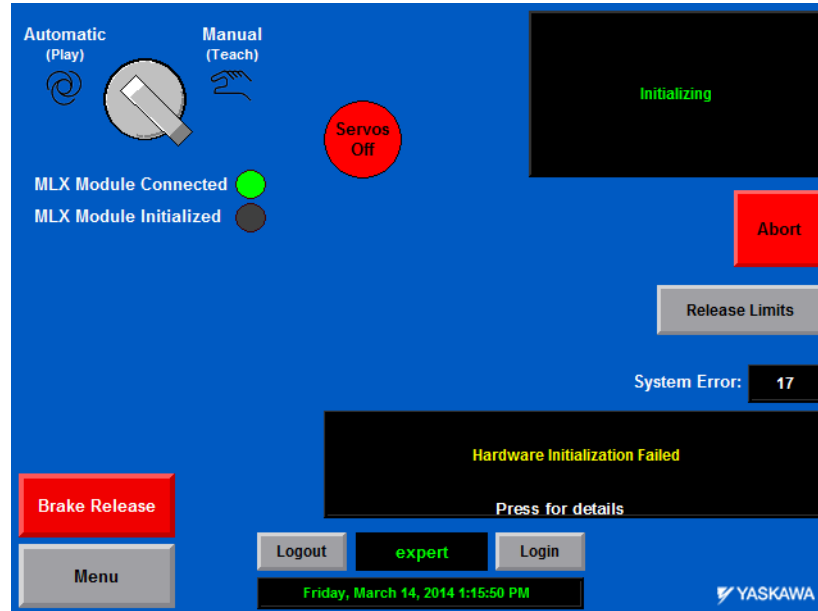 Automatic
(Play)
Manual
(Teach)
Servos
Off
Initializing
MLX Module Connected
MLX Module Initialized
Abort
Release Limits
System Error: 17
Hardware Initialization Failed
Press for details
Brake Release
Menu
Logout
expert
Login
Friday, March 14, 2014 1:15:50 PM
YASKAWA